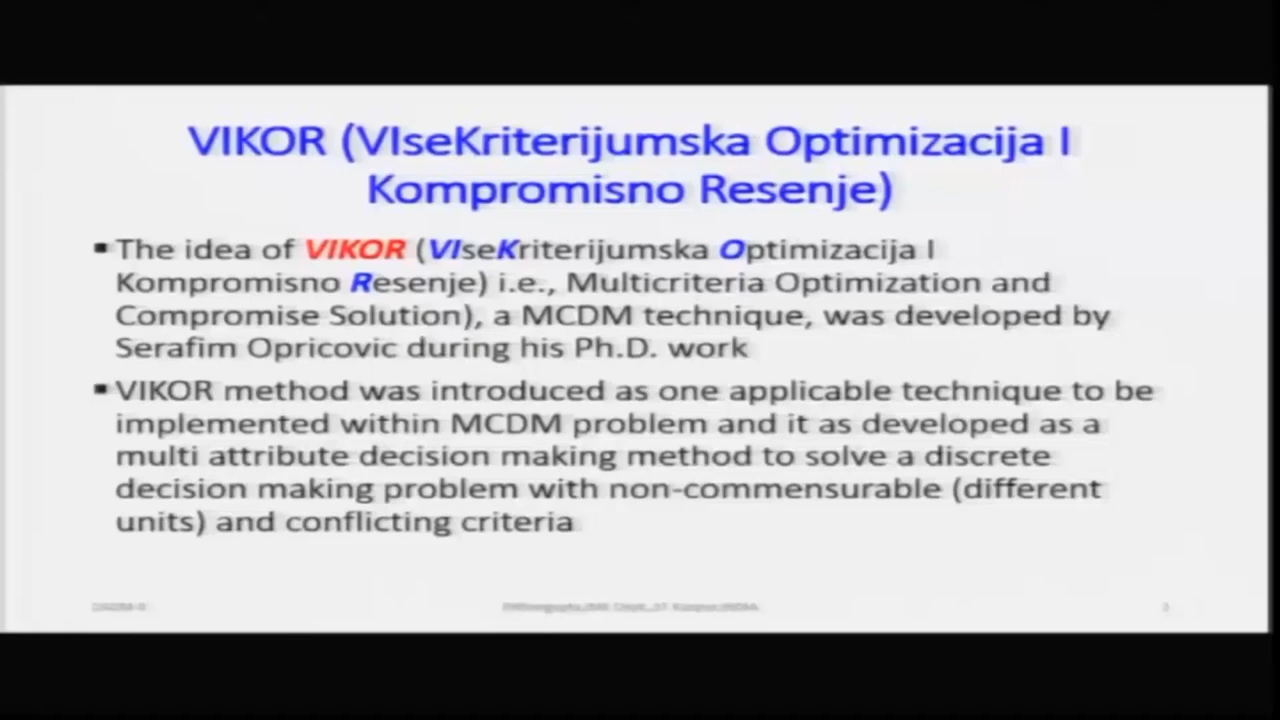 VIKOR (VIseKriterijumska Optimizacija I
Kompromisno Resenje)
▪ The idea of VIKOR (VIseKriterijumska Optimizacija I
Kompromisno Resenje) i.e., Multicriteria Optimization and
Compromise Solution), a MCDM technique, was developed by
Serafim Opricovic during his Ph.D. work
▪ VIKOR method was introduced as one applicable technique to be
implemented within MCDM problem and it as developed as a
multi attribute decision making method to solve a discrete
decision making problem with non-commensurable (different
units) and conflicting criteria